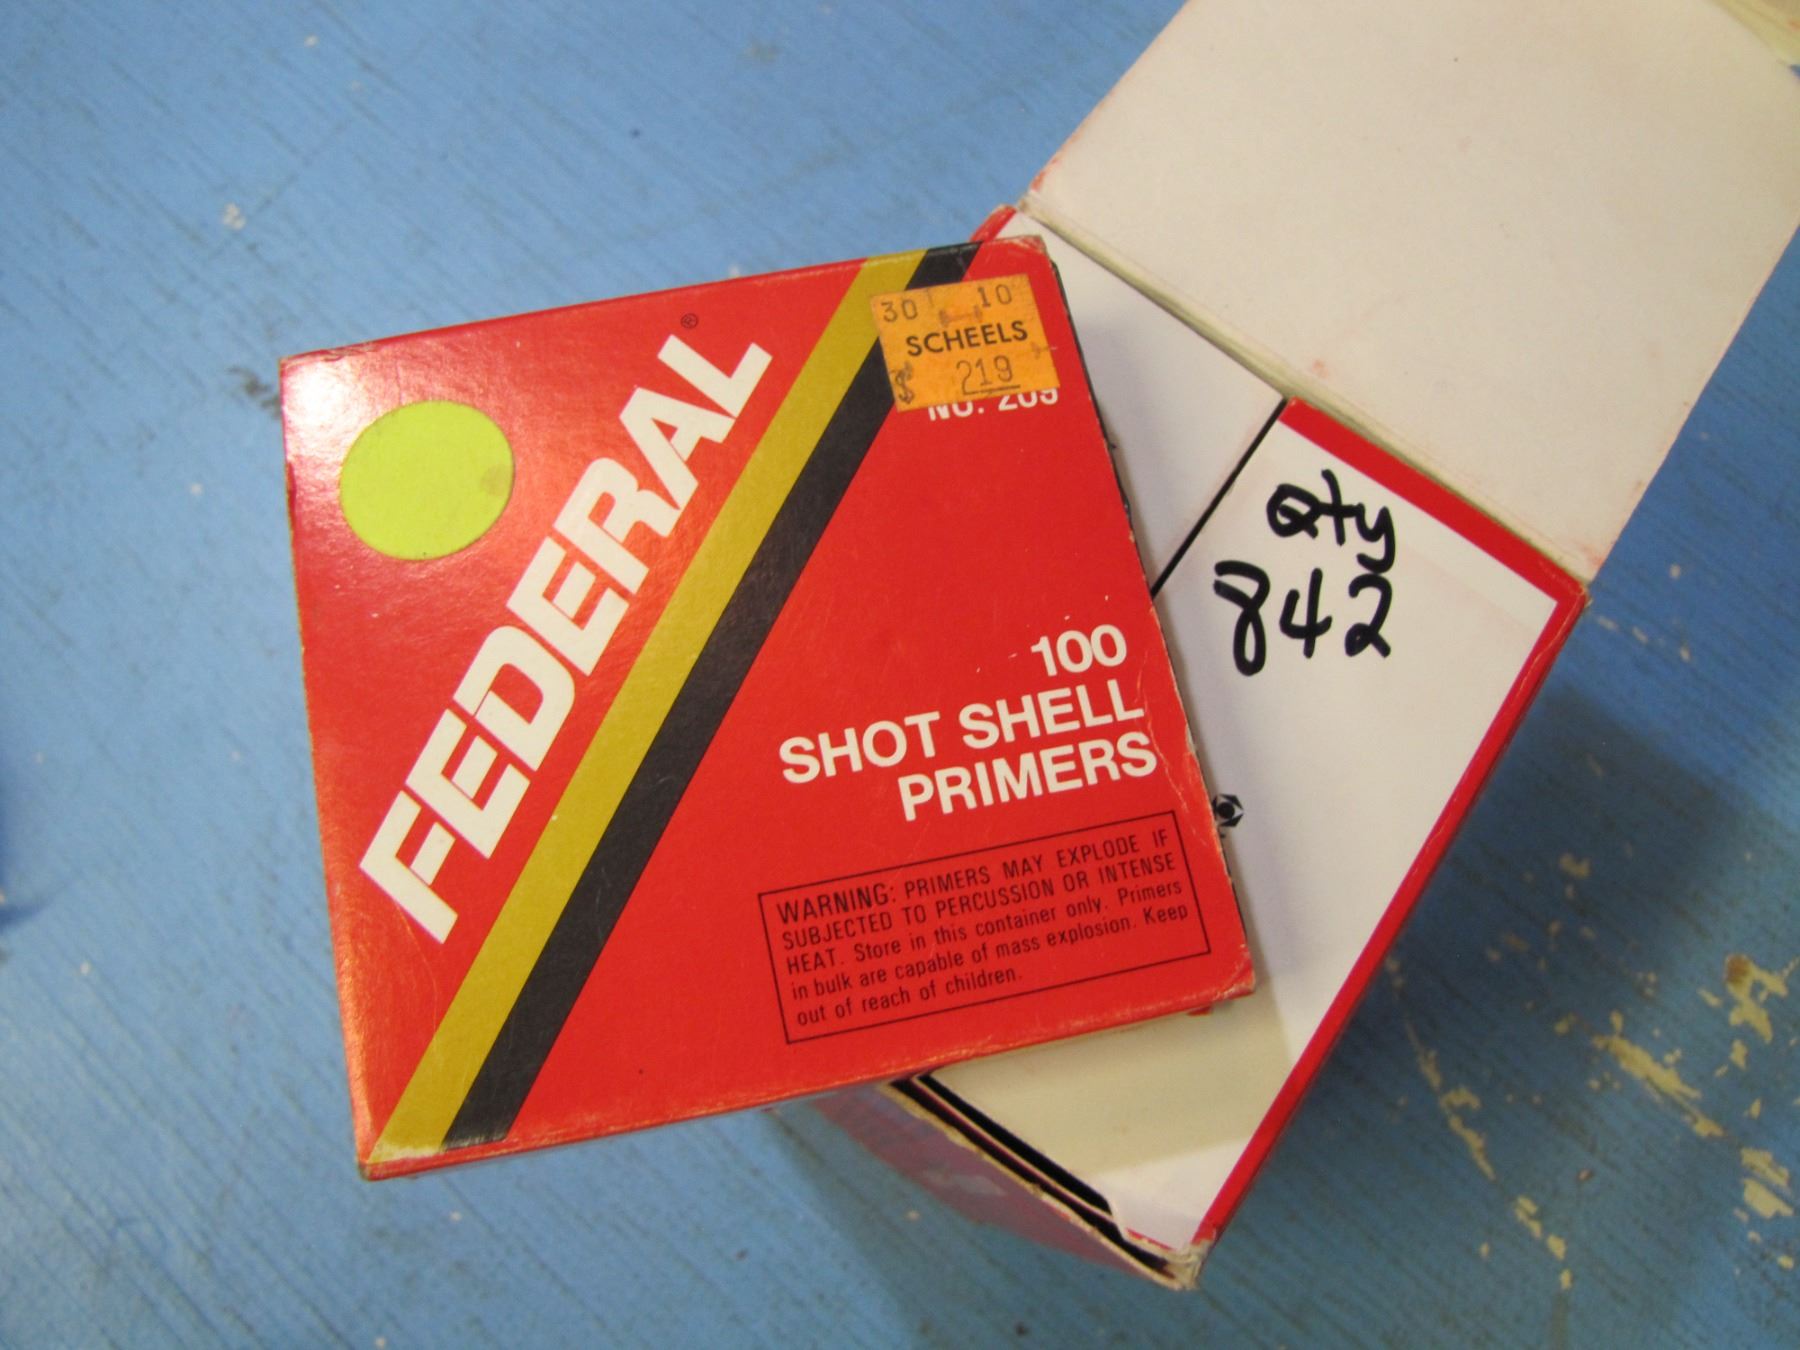 FEDERAL®
30 10
SCHEELS
219
NO. 209
100
SHOT SHELL
PRIMERS
WARNING: PRIMERS MAY EXPLODE IF
SUBJECTED TO PERCUSSION OR INTENSE
HEAT. Store in this container only. Primers
in bulk are capable of mass explosion. Keep
out of reach of children.
Qty
842